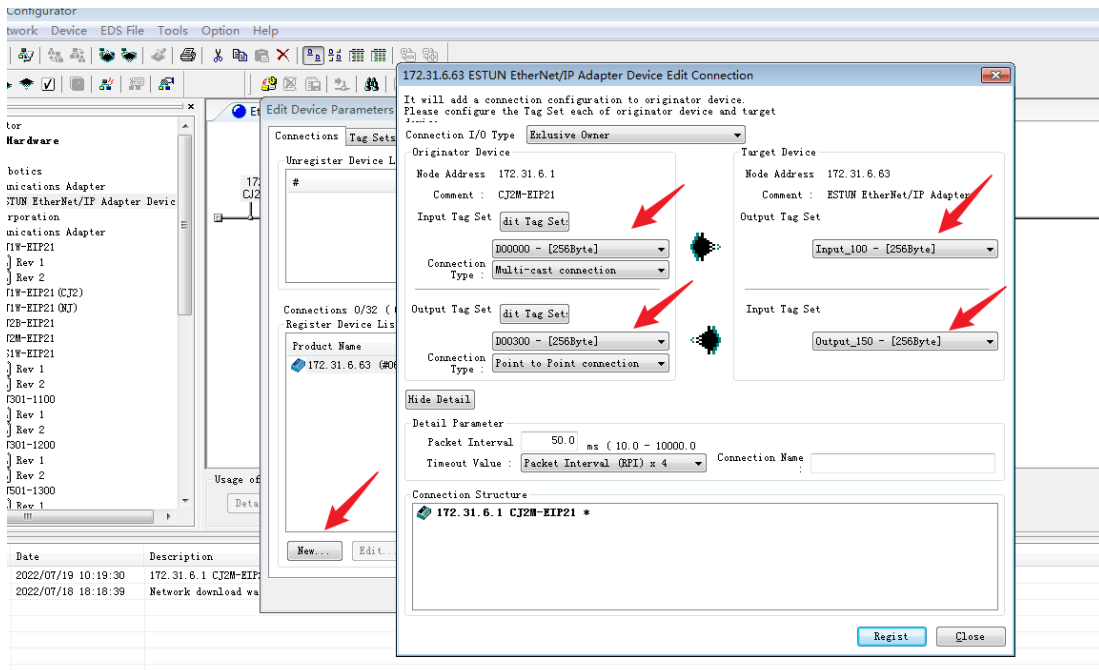 Configurator
twork Device EDS File Tools Option Help
172.31.6.63 ESTUN EtherNet/IP Adapter Device Edit Connection
It will add a connection configuration to originator device.
Please configure the Tag Set each of originator device and target
Connection I/O Type Exlusive Owner
Originator Device
Node Address 172.31.6.1
Comment : CJ2M-EIP21
Input Tag Set dit Tag Set:
D00000 - [256Byte]
Connection Type : Multi-cast connection
Output Tag Set dit Tag Set:
D00300 - [256Byte]
Connection Type : Point to Point connection
Target Device
Node Address 172.31.6.63
Comment : ESTUN EtherNet/IP Adapter
Output Tag Set
Input_100 - [256Byte]
Input Tag Set
Output_150 - [256Byte]
Hide Detail
Detail Parameter
Packet Interval 50.0 ms ( 10.0 - 10000.0
Timeout Value : Packet Interval (RPI) x 4
Connection Name :
Connection Structure
172.31.6.1 CJ2M-EIP21 *
Regist Close
Edit Device Parameters
Connections Tag Sets
Unregister Device L
#
Connections 0/32 (
Register Device Lis
Product Name
172.31.6.63 (#06
New... Edit...
Et
172
CJ2
Usage of
Deta
tor
Hardware
botics
unications Adapter
STUN EtherNet/IP Adapter Devic
rporation
unications Adapter
1W-EIP21
Rev 1
Rev 2
1W-EIP21(CJ2)
1W-EIP21(NJ)
2B-EIP21
2M-EIP21
1W-EIP21
Rev 1
Rev 2
301-1100
Rev 1
Rev 2
301-1200
Rev 1
Rev 2
501-1300
Rev 1
Date Description
2022/07/19 10:19:30 172.31.6.1 CJ2M-EIP
2022/07/18 18:18:39 Network download wa